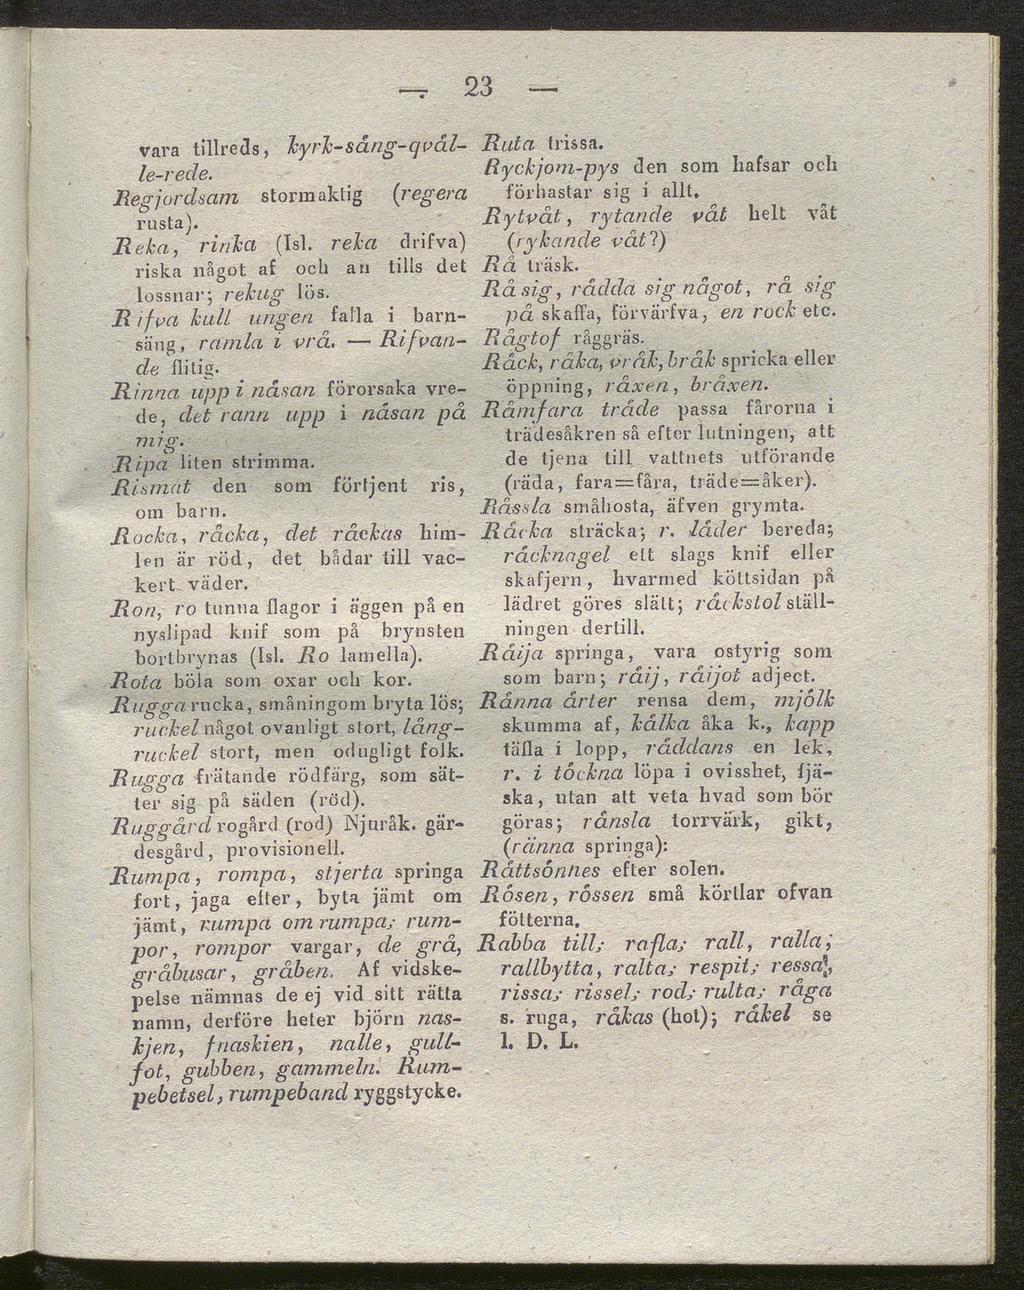 — 23 —
vara tillreds, kyrk-sång-qvål-
le-rede.
Regjordsam stormaktig (regera
rusta).
Reka, rinka (Isl. reka drifva)
riska något af och an tills det
lossnar; rekug lös.
Rifva kull ungen falla i barn-
säng, ramla i vrå. — Rifvan-
de flitig.
Rinna upp i nåsan förorsaka vre-
de, det rann upp i nåsan på
mig.
Ripa liten strimma.
Rismat den som förtjent ris,
om barn.
Rocka, råcka, det råckas him-
len är röd, det bådar till vac-
kert väder.
Ron, ro tunna flagor i äggen på en
nyslipad knif som på brynsten
bortbrynas (Isl. Ro lamella).
Rota böla som oxar och kor.
Rugga rucka, småningom bryta lös;
ruckel något ovanligt stort, lång-
ruckel stort, men odugligt folk.
Rugga frätande rödfärg, som sät-
ter sig på säden (röd).
Ruggård rogård (rod) Njuråk. gär-
desgård, provisionell.
Rumpa, rompa, stjerta springa
fort, jaga efter, byta jämt om
jämt, rumpa om rumpa; rum-
por, rompor vargar, de grå,
gråbusar, gråben. Af vidske-
pelse nämnas de ej vid sitt rätta
namn, derföre heter björn nas-
kjen, fnaskien, nalle, gull-
fot, gubben, gammeln. Rum-
pebetsel, rumpeband ryggstycke.
Ruta trissa.
Ryckjom-pys den som hafsar och
förhastar sig i allt.
Rytvåt, rytande våt helt våt
(rykande våt?)
Rå träsk.
Rå sig, rådda sig något, rå sig
på skaffa, förvärfva, en rock etc.
Rågtof råggräs.
Råck, råka, vråk, bråk spricka eller
öppning, råxen, bråxen.
Råmfara tråde passa fårorna i
trädesåkren så efter lutningen, att
de tjena till vattnets utförande
(räda, fara=fåra, träde=åker).
Råssla småhosta, äfven grymta.
Råcka sträcka; r. låder bereda;
råcknagel ett slags knif eller
skafjern, hvarmed köttsidan på
lädret göres slätt; råckstol ställ-
ningen dertill.
Råija springa, vara ostyrig som
som barn; råij, råijot adject.
Rånna årter rensa dem, mjölk
skumma af, kålka åka k., kapp
täfla i lopp, råddans en lek,
r. i tôckna löpa i ovisshet, fjä-
ska, utan att veta hvad som bör
göras; rånsla torrvärk, gikt,
(rånna springa):
Råttsônnes efter solen.
Rôsen, rôssen små körtlar ofvan
fötterna.
Rabba till; rafla; rall, ralla;
rallbytta, ralta; respit; ressa,
rissa; rissel; rod; rulta; råga
s. ruga, råkas (hot); råkel se
l. D. L.